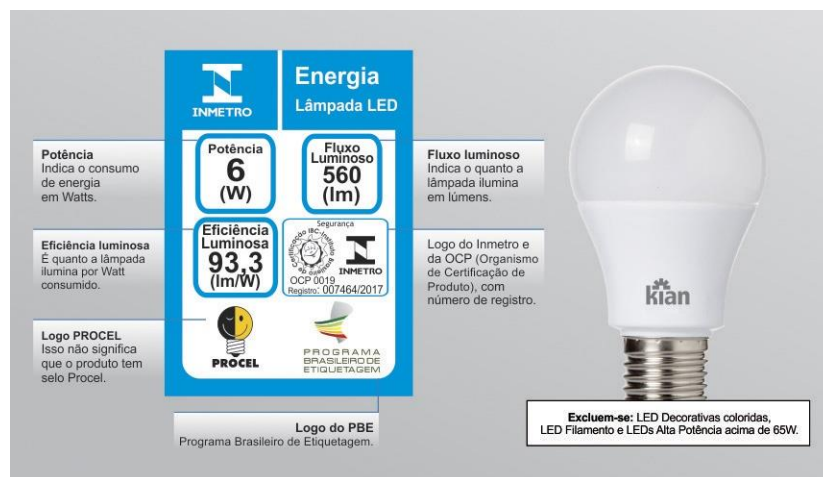 INMETRO
Energia
Lâmpada LED
Potência
6
(W)
Fluxo
Luminoso
560
(lm)
Eficiência
Luminosa
93,3
(lm/W)
Segurança
INMETRO
OCP 0019
Registro: 007464/2017
PROCEL
PROGRAMA
BRASILEIRO DE
ETIQUETAGEM
Potência
Indica o consumo
de energia
em Watts.
Eficiência luminosa
É quanto a lâmpada
ilumina por Watt
consumido.
Logo PROCEL
Isso não significa
que o produto tem
selo Procel.
Logo do PBE
Programa Brasileiro de Etiquetagem.
Fluxo luminoso
Indica o quanto a
lâmpada ilumina
em lúmens.
Logo do Inmetro e
da OCP (Organismo
de Certificação de
Produto), com
número de registro.
kian
Excluem-se: LED Decorativas coloridas,
LED Filamento e LEDs Alta Potência acima de 65W.